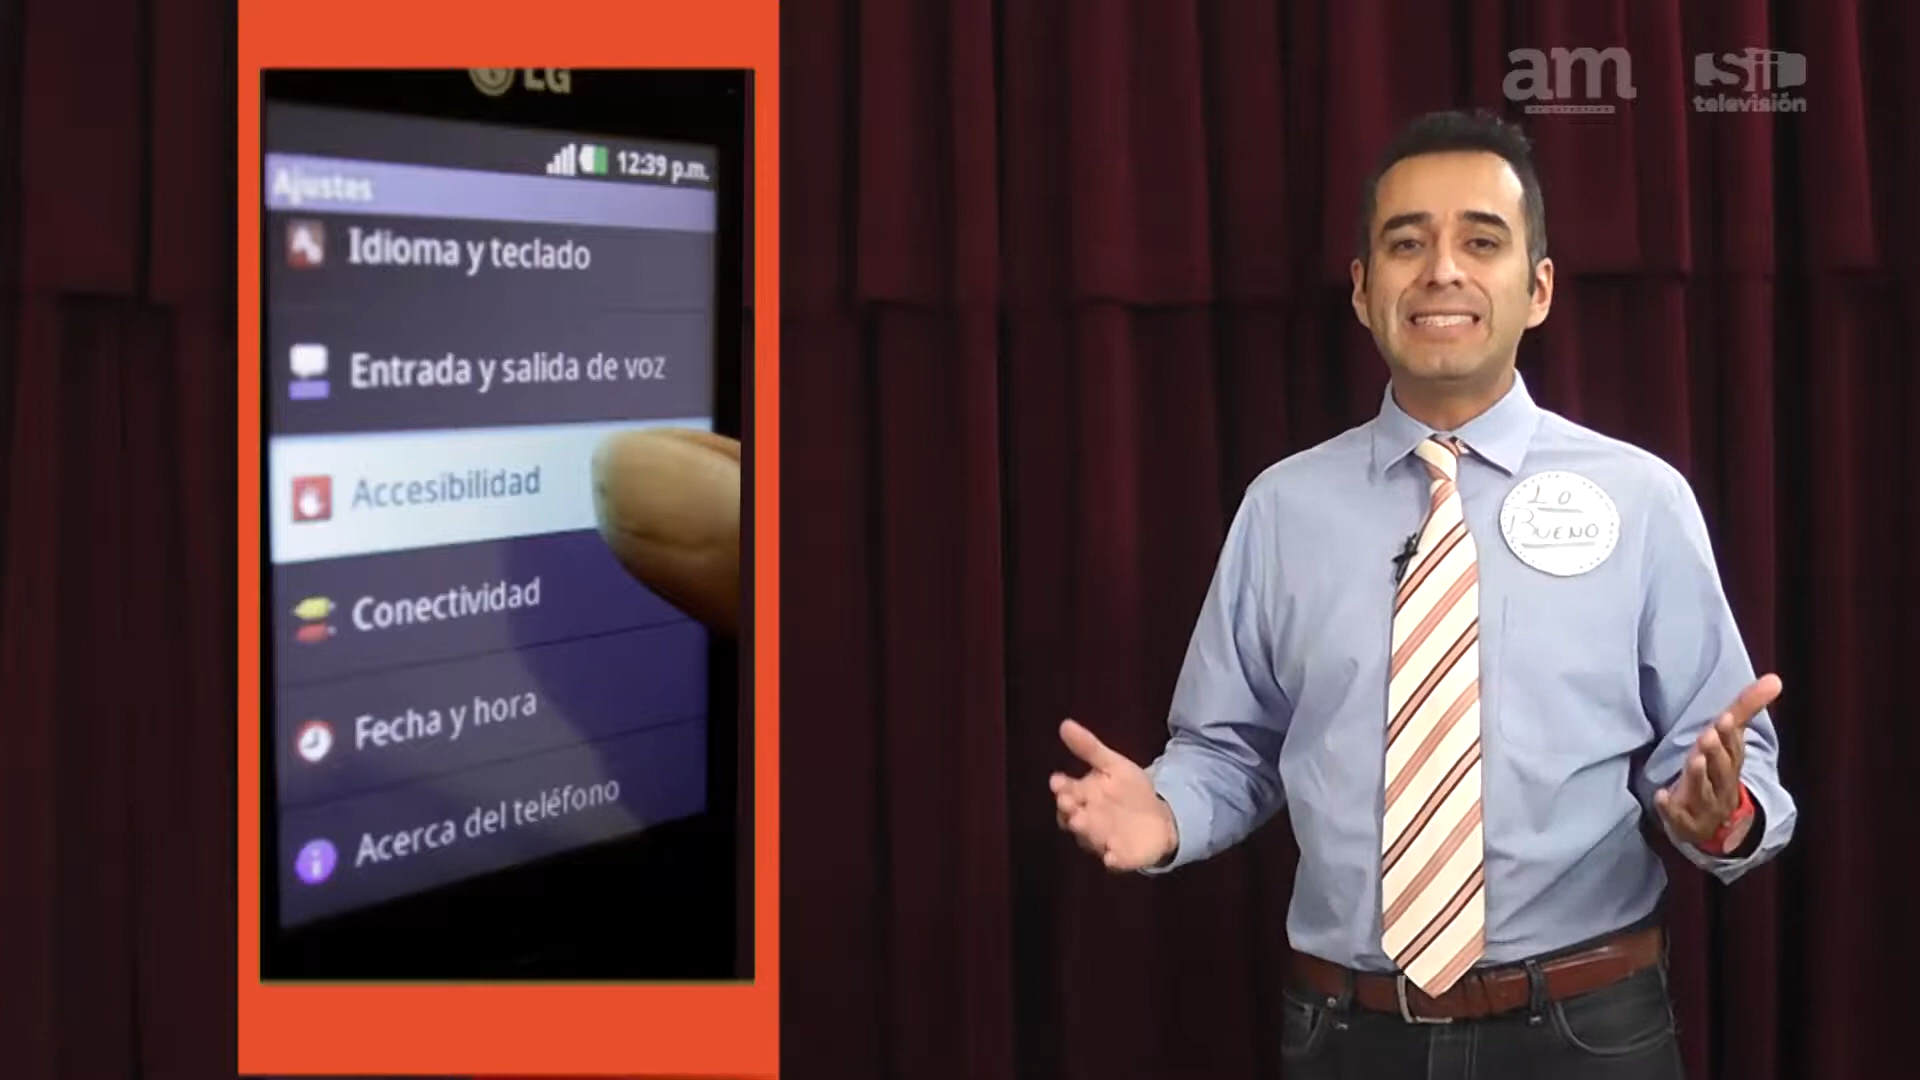 LG
12:39 p.m.
Ajustes
Idioma y teclado
Entrada y salida de voz
Accesibilidad
Conectividad
Fecha y hora
Acerca del teléfono
am
televisión
Lo
BUENO